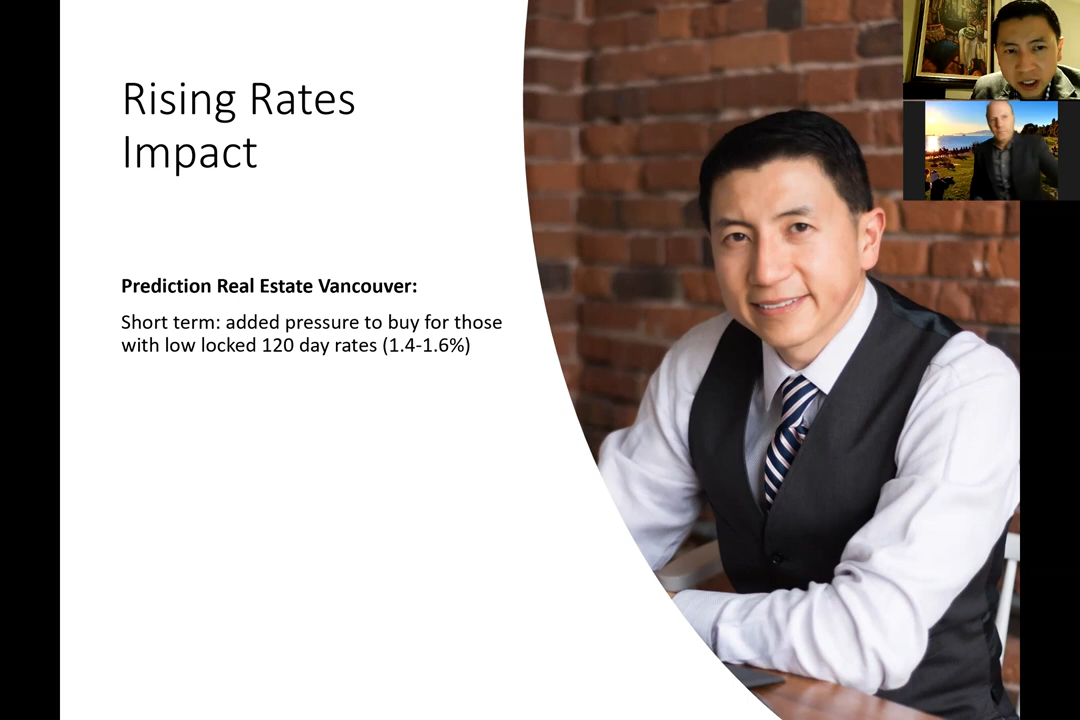 Rising Rates
Impact
Prediction Real Estate Vancouver:
Short term: added pressure to buy for those
with low locked 120 day rates (1.4-1.6%)